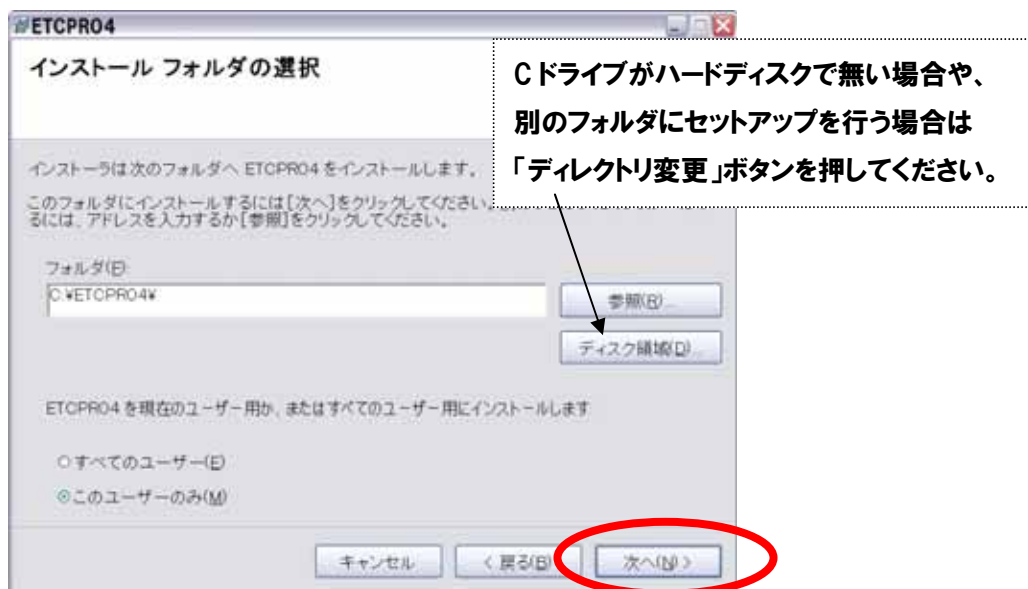 ETCPRO4
インストール フォルダの選択
Cドライブがハードディスクで無い場合や、
別のフォルダにセットアップを行う場合は
「ディレクトリ変更」ボタンを押してください。
インストーラは次のフォルダへ ETCPRO4 をインストールします。
このフォルダにインストールするには[次へ]をクリックしてください。
るには、アドレスを入力するか[参照]をクリックしてください。
フォルダ(F):
C:¥ETCPRO4¥
参照(R)...
ディスク領域(D)...
ETCPRO4 を現在のユーザー用か、またはすべてのユーザー用にインストールします
すべてのユーザー(E)
このユーザーのみ(M)
キャンセル
< 戻る(B)
次へ(N) >